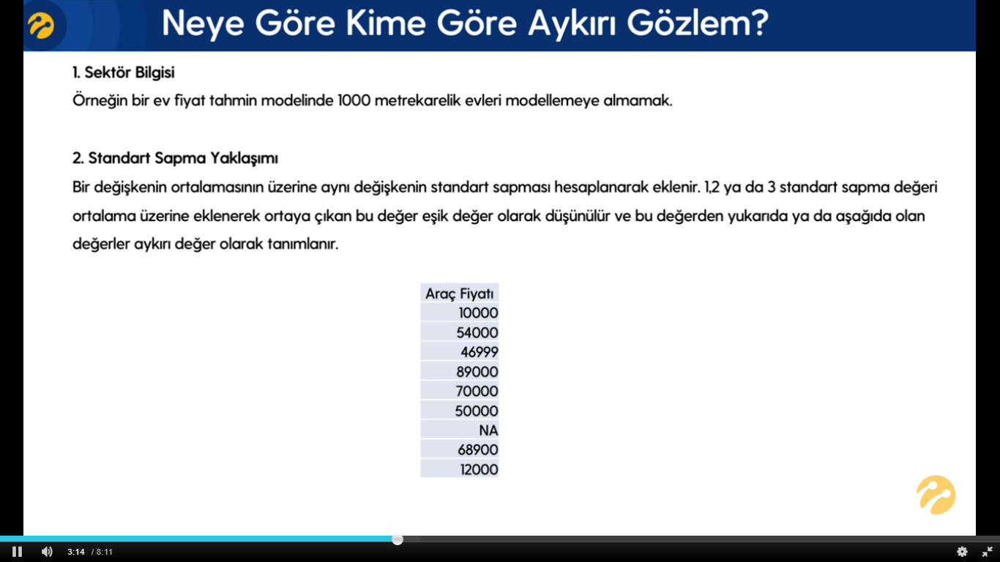 Neye Göre Kime Göre Aykırı Gözlem?
1. Sektör Bilgisi
Örneğin bir ev fiyat tahmin modelinde 1000 metrekarelik evleri modellemeye almamak.
2. Standart Sapma Yaklaşımı
Bir değişkenin ortalamasının üzerine aynı değişkenin standart sapması hesaplanarak eklenir. 1,2 ya da 3 standart sapma değeri
ortalama üzerine eklenerek ortaya çıkan bu değer eşik değer olarak düşünülür ve bu değerden yukarıda ya da aşağıda olan
değerler aykırı değer olarak tanımlanır.
Araç Fiyatı
10000
54000
46999
89000
70000
50000
NA
68900
12000
3:14 / 8:11